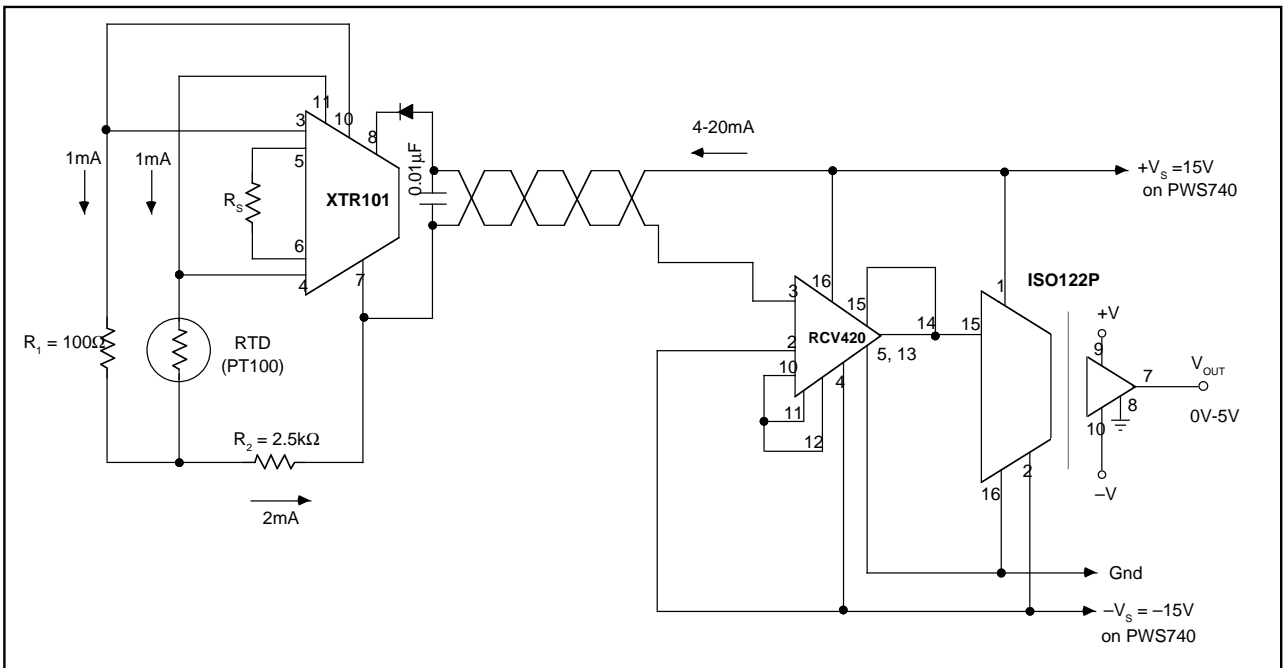 11
10
3
8
5
1mA
1mA
0.01µF
4-20mA
+V_S =15V
on PWS740
R_S
XTR101
6
4
7
16
3
15
ISO122P
1
R_1 = 100Ω
RTD
(PT100)
2
RCV420
14
15
+V
9
10
5, 13
4
V_OUT
7
8
0V-5V
11
12
10
–V
R_2 = 2.5kΩ
2mA
2
16
Gnd
–V_S = –15V
on PWS740